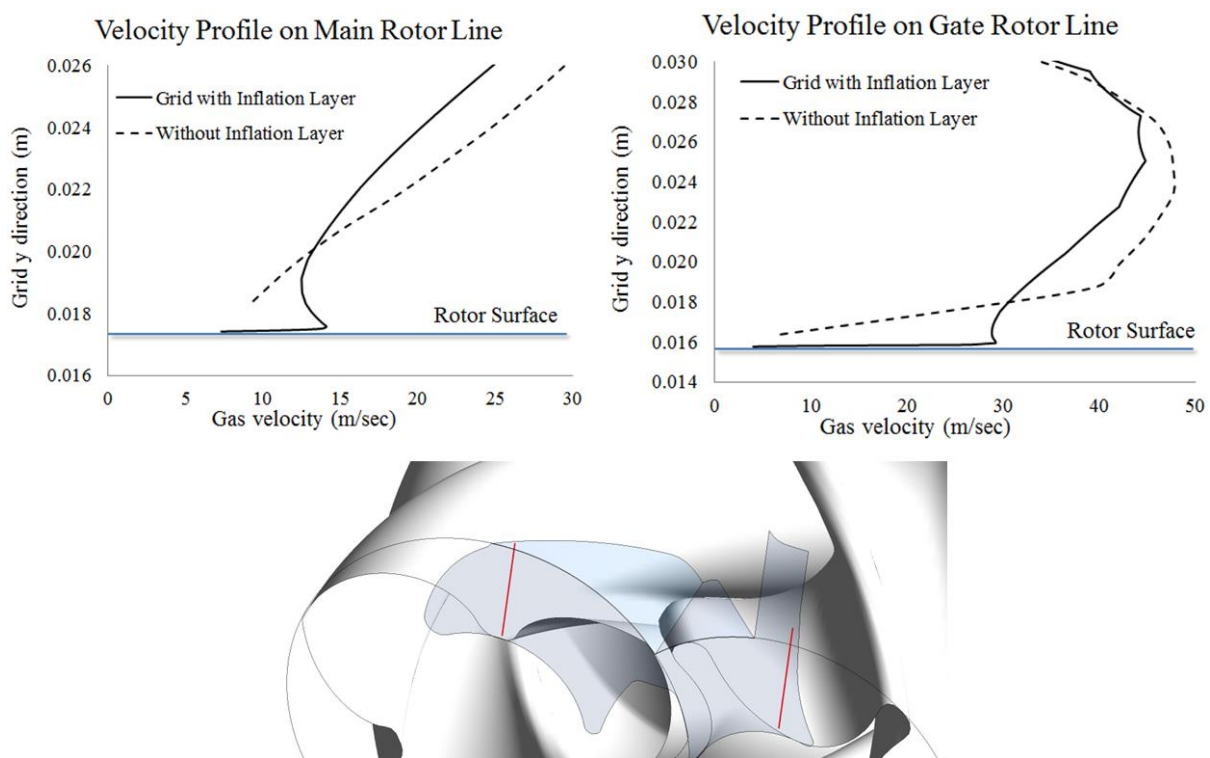 Velocity Profile on Main Rotor Line
0.026
0.024
0.022
0.020
0.018
0.016
Grid y direction (m)
Grid with Inflation Layer
Without Inflation Layer
Rotor Surface
0 5 10 15 20 25 30
Gas velocity (m/sec)
Velocity Profile on Gate Rotor Line
0.030
0.028
0.026
0.024
0.022
0.020
0.018
0.016
0.014
Grid y direction (m)
Grid with Inflation Layer
Without Inflation Layer
Rotor Surface
0 10 20 30 40 50
Gas velocity (m/sec)